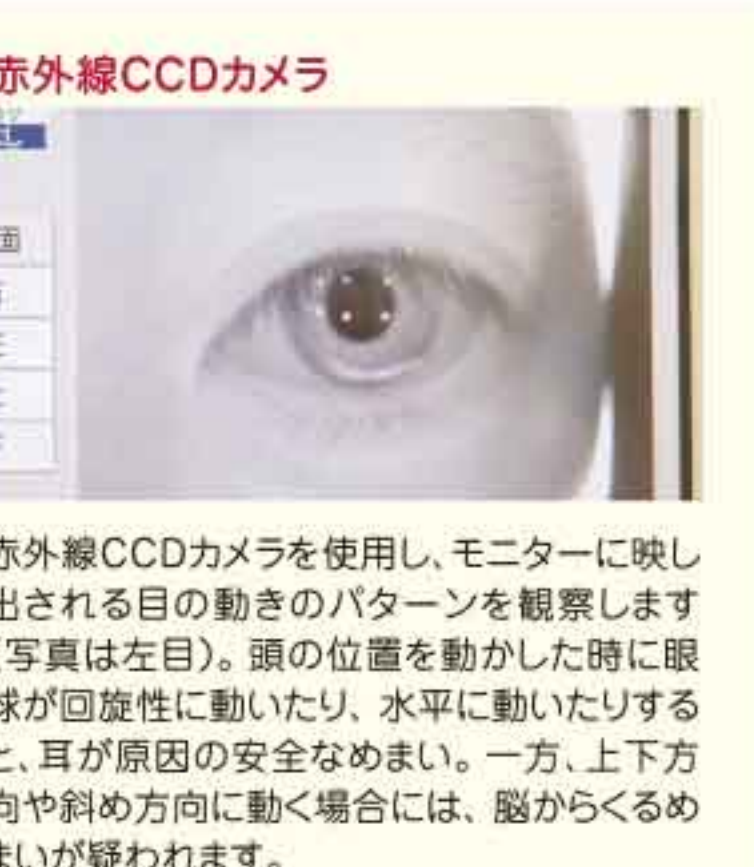 赤外線CCDカメラ
面
赤外線CCDカメラを使用し、モニターに映し
出される目の動きのパターンを観察します
（写真は左目）。頭の位置を動かした時に眼
球が回旋性に動いたり、水平に動いたりする
と、耳が原因の安全なめまい。一方、上下方
向や斜め方向に動く場合には、脳からくるめ
まいが疑われます。